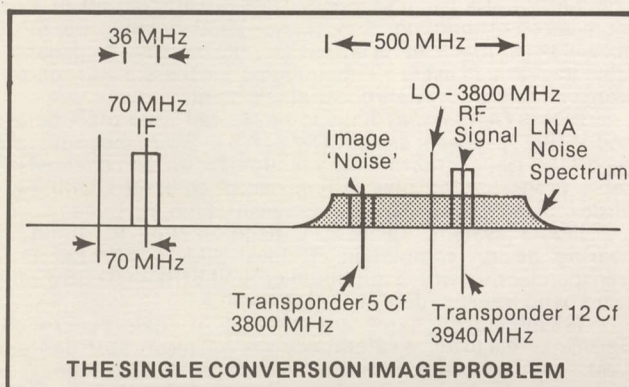 36 MHz
70 MHz
IF
70 MHz
500 MHz
LO - 3800 MHz
RF
Signal
Image
'Noise'
LNA
Noise
Spectrum
Transponder 5 Cf
3800 MHz
Transponder 12 Cf
3940 MHz
THE SINGLE CONVERSION IMAGE PROBLEM